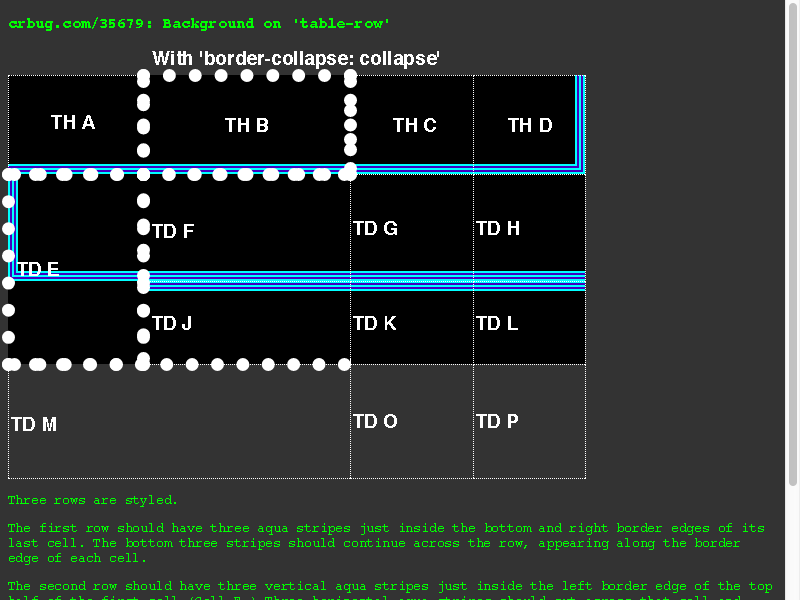 crbug.com/35679: Background on 'table-row'
With 'border-collapse: collapse'
TH A
TH B
TH C
TH D
TD E
TD F
TD G
TD H
TD J
TD K
TD L
TD M
TD O
TD P
Three rows are styled.
The first row should have three aqua stripes just inside the bottom and right border edges of its
last cell. The bottom three stripes should continue across the row, appearing along the border
edge of each cell.
The second row should have three vertical aqua stripes just inside the left border edge of the top
half of the first cell (Cell E.) Three horizontal aqua stripes should cut across that cell and